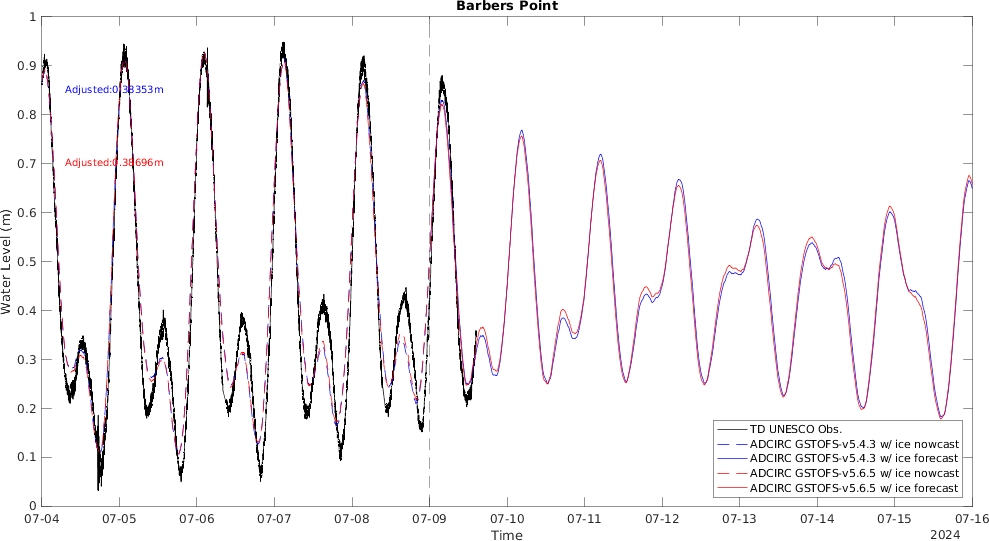 Barbers Point
1
0.9
0.8
0.7
0.6
0.5
0.4
0.3
0.2
0.1
0
Water Level (m)
Adjusted:0.38353m
Adjusted:0.38696m
TD UNESCO Obs.
ADCIRC GSTOFS-v5.4.3 w/ ice nowcast
ADCIRC GSTOFS-v5.4.3 w/ ice forecast
ADCIRC GSTOFS-v5.6.5 w/ ice nowcast
ADCIRC GSTOFS-v5.6.5 w/ ice forecast
07-04 07-05 07-06 07-07 07-08 07-09 07-10 07-11 07-12 07-13 07-14 07-15 07-16
Time
2024